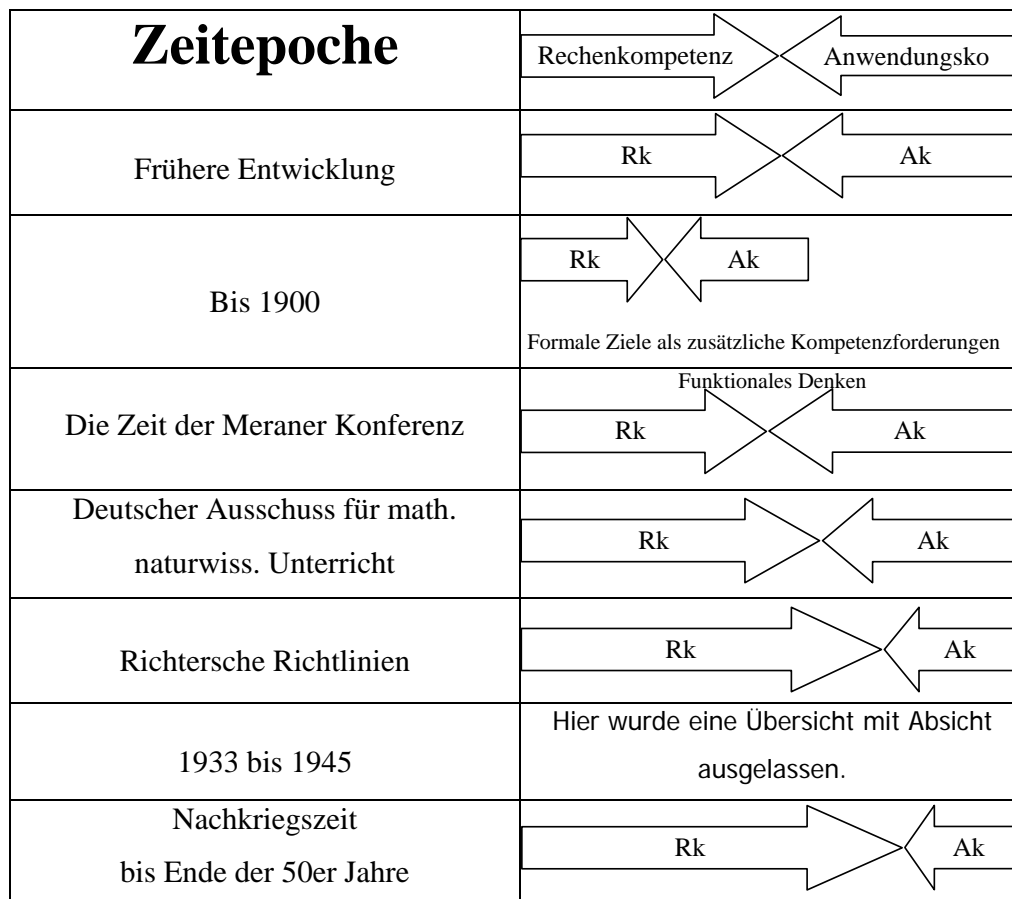 Zeitepoche
Rechenkompetenz
Anwendungsko
Frühere Entwicklung
Rk
Ak
Bis 1900
Rk
Ak
Formale Ziele als zusätzliche Kompetenzforderungen
Die Zeit der Meraner Konferenz
Funktionales Denken
Rk
Ak
Deutscher Ausschuss für math.
naturwiss. Unterricht
Rk
Ak
Richtersche Richtlinien
Rk
Ak
1933 bis 1945
Hier wurde eine Übersicht mit Absicht
ausgelassen.
Nachkriegszeit
bis Ende der 50er Jahre
Rk
Ak